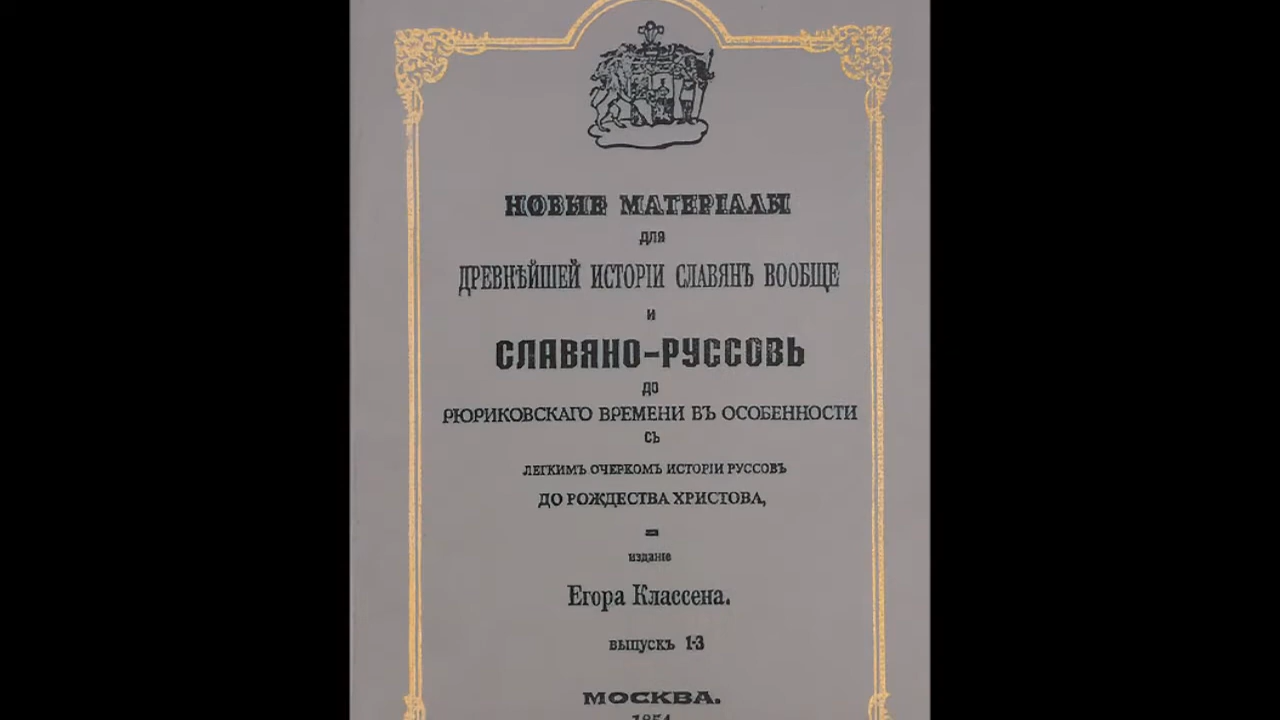 НОВЫЕ МАТЕРІАЛЫ
ДЛЯ
ДРЕВНѢЙШЕЙ ИСТОРІИ СЛАВЯНЪ ВООБЩЕ
И
СЛАВЯНО-РУССОВЪ
ДО
РЮРИКОВСКАГО ВРЕМЕНИ ВЪ ОСОБЕННОСТИ
СЪ
ЛЕГКИМЪ ОЧЕРКОМЪ ИСТОРІИ РУССОВЪ
ДО РОЖДЕСТВА ХРИСТОВА,
ИЗДАНІЕ
Егора Классена.
ВЫПУСКЪ 1-3
МОСКВА.
1854